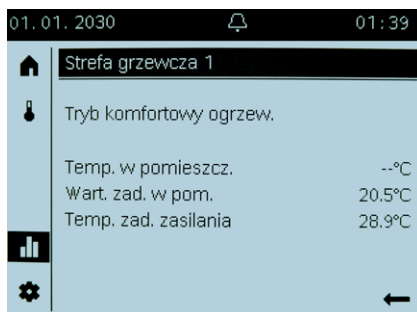 01.01.2030 01:39
Strefa grzewcza 1
Tryb komfortowy ogrzew.
Temp. w pomieszcz. --°C
Wart. zad. w pom. 20.5°C
Temp. zad. zasilania 28.9°C